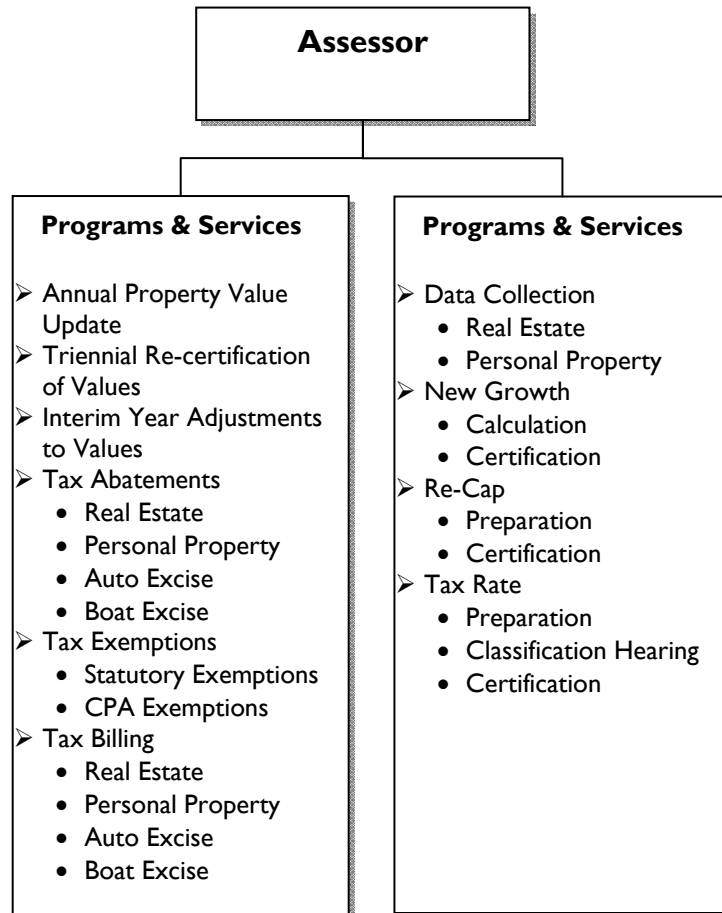 Assessor
Programs & Services
➢ Annual Property Value
Update
➢ Triennial Re-certification
of Values
➢ Interim Year Adjustments
to Values
➢ Tax Abatements
• Real Estate
• Personal Property
• Auto Excise
• Boat Excise
➢ Tax Exemptions
• Statutory Exemptions
• CPA Exemptions
➢ Tax Billing
• Real Estate
• Personal Property
• Auto Excise
• Boat Excise
Programs & Services
➢ Data Collection
• Real Estate
• Personal Property
➢ New Growth
• Calculation
• Certification
➢ Re-Cap
• Preparation
• Certification
➢ Tax Rate
• Preparation
• Classification Hearing
• Certification